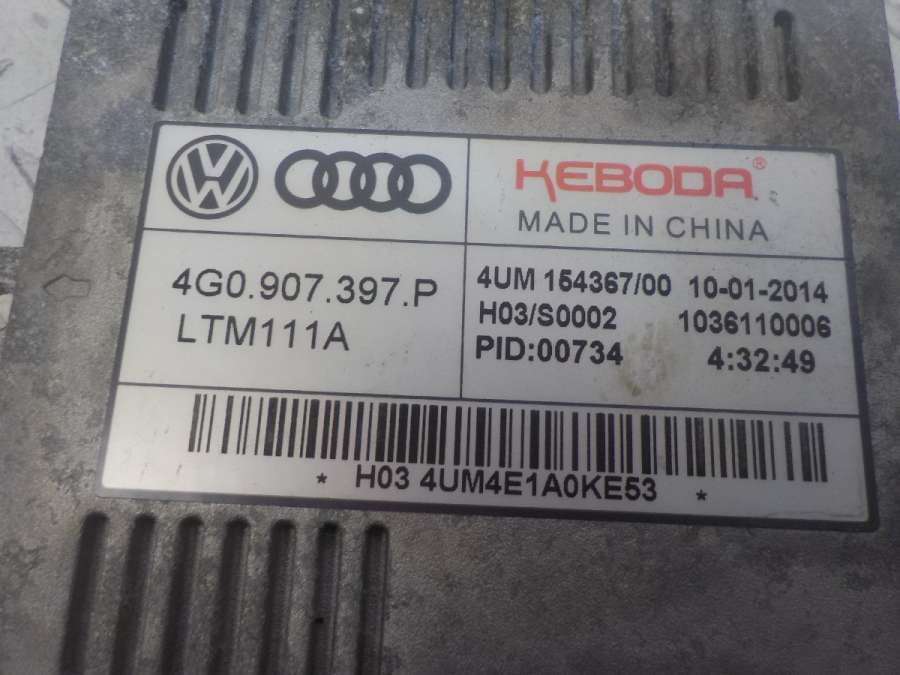 KEBODA®
MADE IN CHINA
4G0.907.397.P
LTM111A
4UM 154367/00 10-01-2014
H03/S0002 1036110006
PID:00734 4:32:49
* H03 4UM4E1A0KE53 *